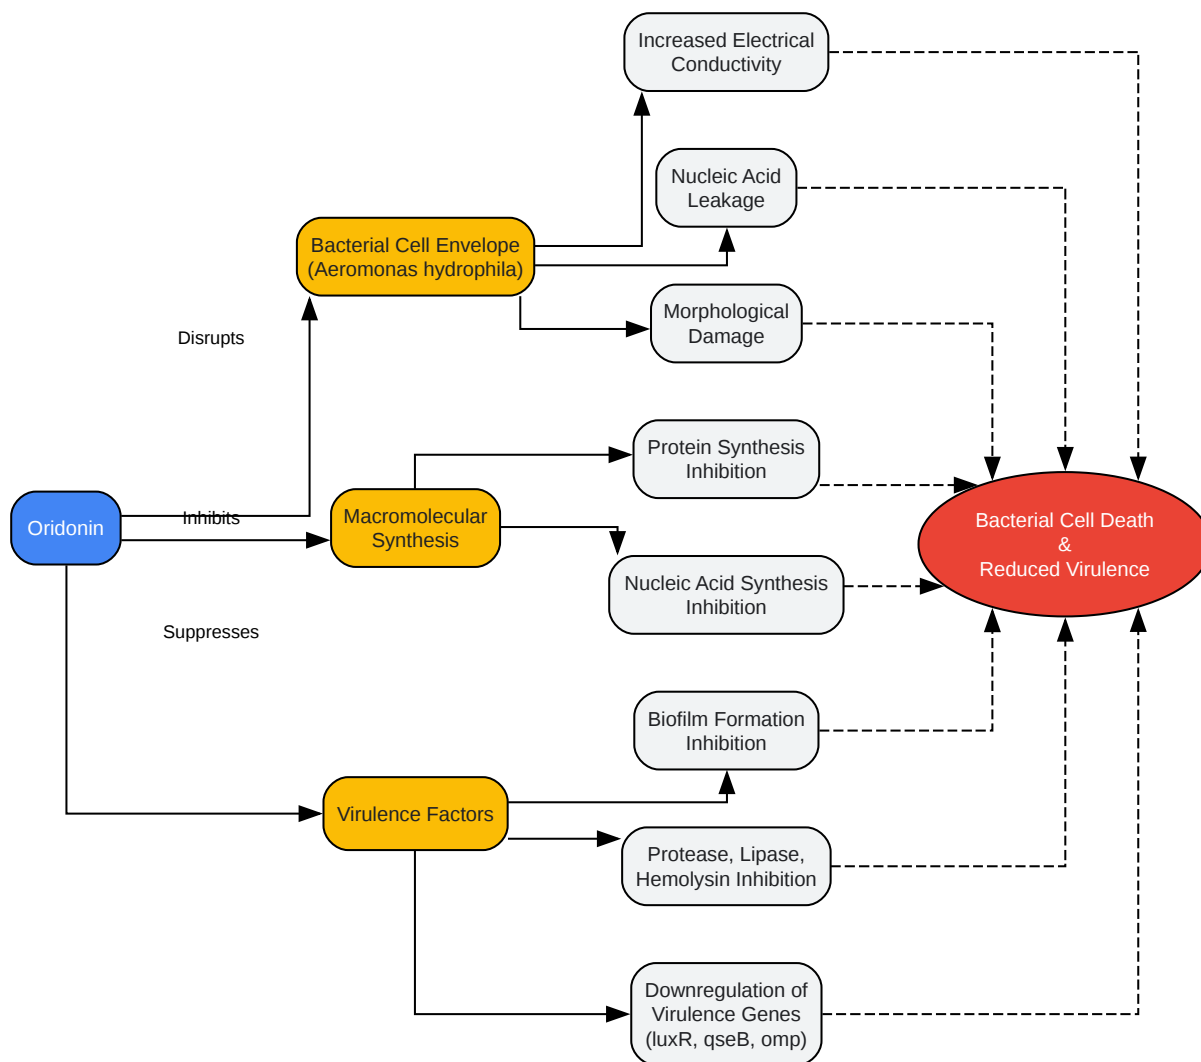 Increased Electrical
Conductivity
Nucleic Acid
Leakage
Bacterial Cell Envelope
(Aeromonas hydrophila)
Morphological
Damage
Disrupts
Protein Synthesis
Inhibition
Oridonin
Inhibits
Macromolecular
Synthesis
Bacterial Cell Death
&
Reduced Virulence
Nucleic Acid Synthesis
Inhibition
Suppresses
Biofilm Formation
Inhibition
Virulence Factors
Protease, Lipase,
Hemolysin Inhibition
Downregulation of
Virulence Genes
(luxR, qseB, omp)